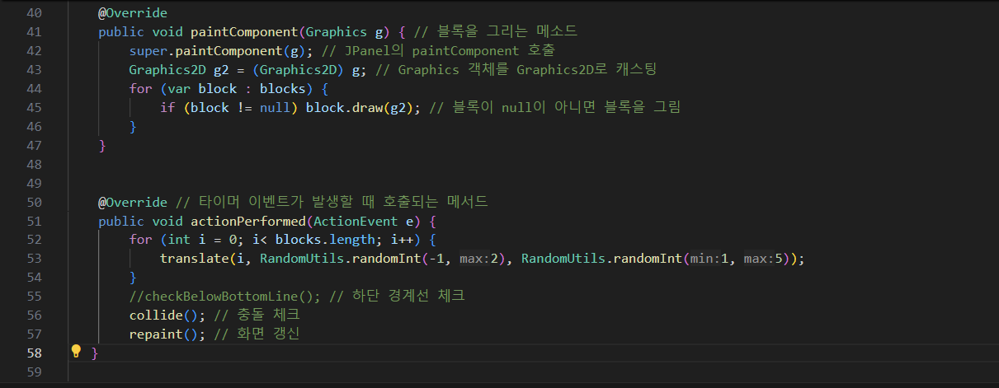 40 @Override
41 public void paintComponent(Graphics g) { // 블록을 그리는 메소드
42 super.paintComponent(g); // JPanel의 paintComponent 호출
43 Graphics2D g2 = (Graphics2D) g; // Graphics 객체를 Graphics2D로 캐스팅
44 for (var block : blocks) {
45 if (block != null) block.draw(g2); // 블록이 null이 아니면 블록을 그림
46 }
47 }
48
49
50 @Override // 타이머 이벤트가 발생할 때 호출되는 메서드
51 public void actionPerformed(ActionEvent e) {
52 for (int i = 0; i< blocks.length; i++) {
53 translate(i, RandomUtils.randomInt(-1, max:2), RandomUtils.randomInt(min:1, max:5));
54 }
55 //checkBelowBottomLine(); // 하단 경계선 체크
56 collide(); // 충돌 체크
57 repaint(); // 화면 갱신
58 }
59